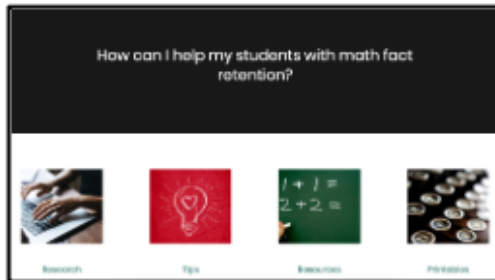 How can I help my students with math fact
retention?
1 + 1 =
2 + 2 =
Research
Tips
Resources
Printables